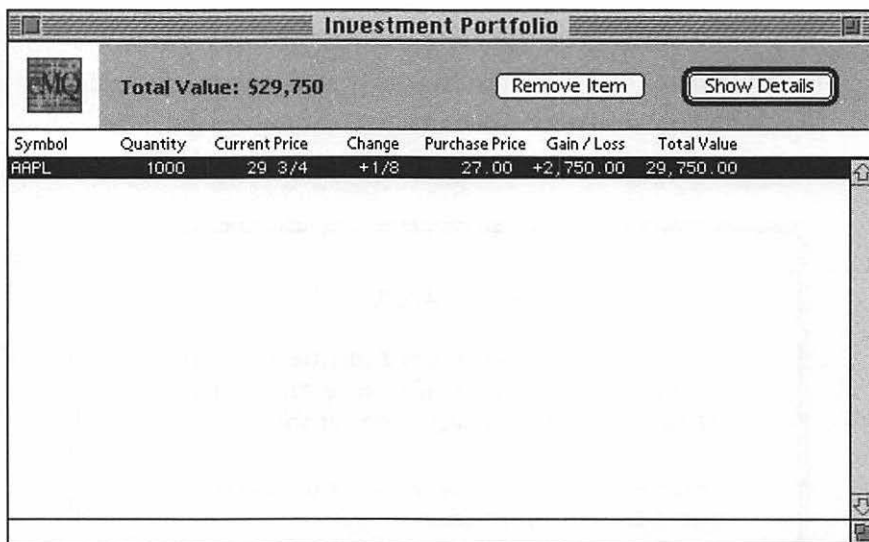 Investment Portfolio
eMQ
Total Value: $29,750
Remove Item
Show Details
Symbol Quantity Current Price Change Purchase Price Gain / Loss Total Value
AAPL 1000 29 3/4 +1/8 27.00 +2,750.00 29,750.00